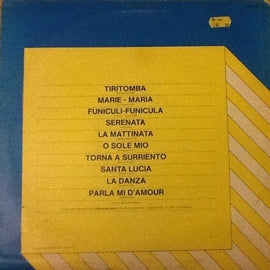 TIRITOMBA
MARIE - MARIA
FUNICULI-FUNICULA
SERENATA
LA MATTINATA
O SOLE MIO
TORNA A SURRIENTO
SANTA LUCIA
LA DANZA
PARLA MI D'AMOUR